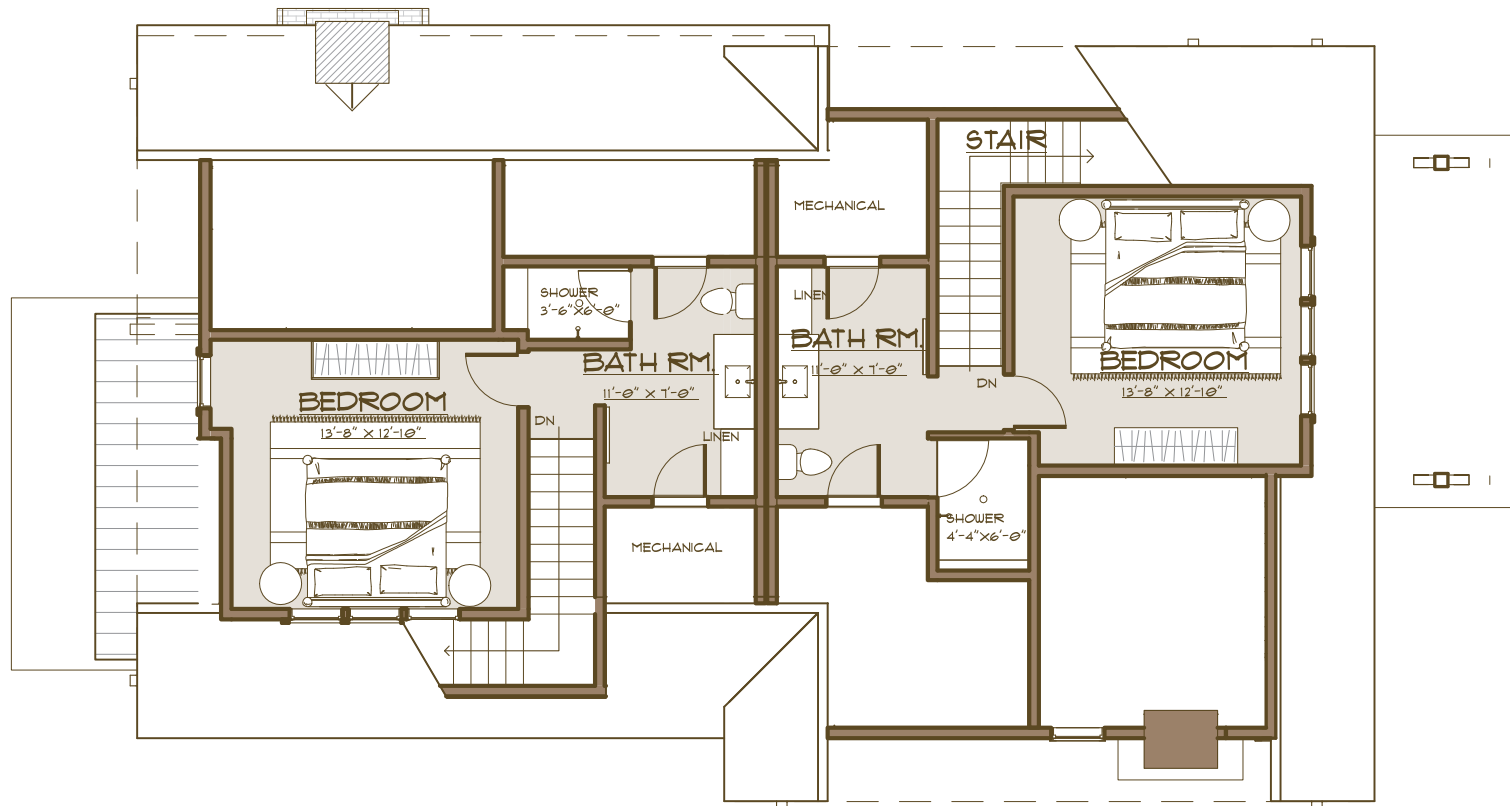 STAIR
MECHANICAL
SHOWER
3'-6"X6'-0"
LINEN
BATH RM.
11'-0" X 7'-0"
BATH RM.
11'-0" X 7'-0"
BEDROOM
13'-8" X 12'-10"
DN
BEDROOM
13'-8" X 12'-10"
DN
LINEN
SHOWER
4'-4"X6'-0"
MECHANICAL